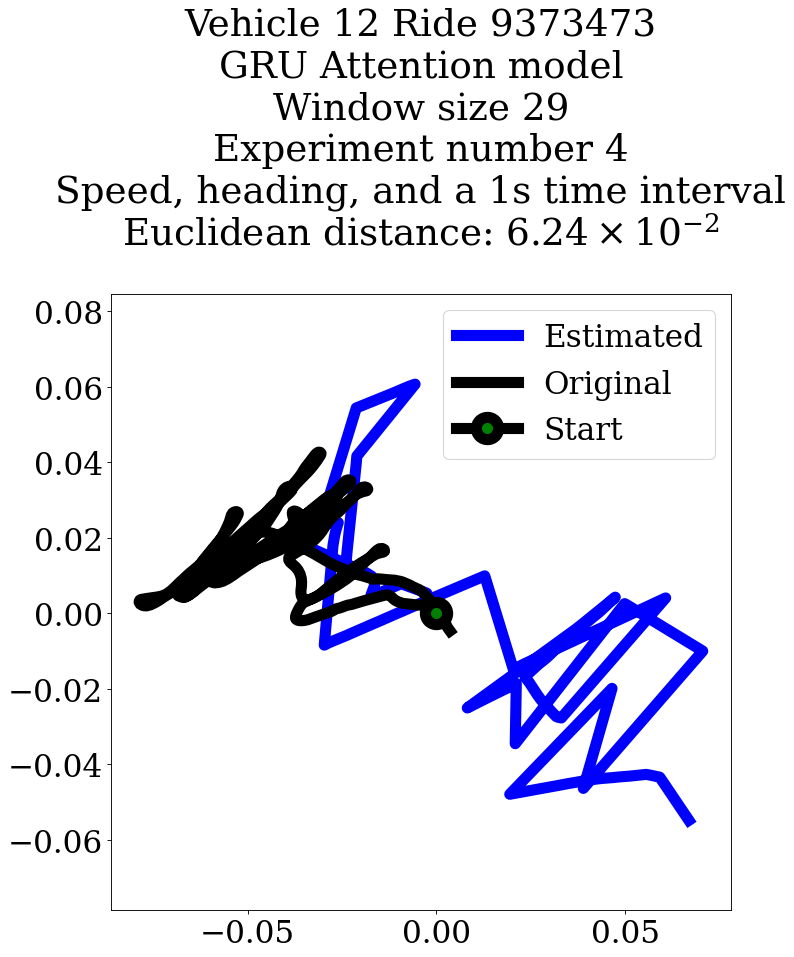 Vehicle 12 Ride 9373473
GRU Attention model
Window size 29
Experiment number 4
Speed, heading, and a 1s time interval
Euclidean distance: 6.24 × 10⁻²
Estimated
Original
Start
0.08
0.06
0.04
0.02
0.00
−0.02
−0.04
−0.06
−0.05
0.00
0.05